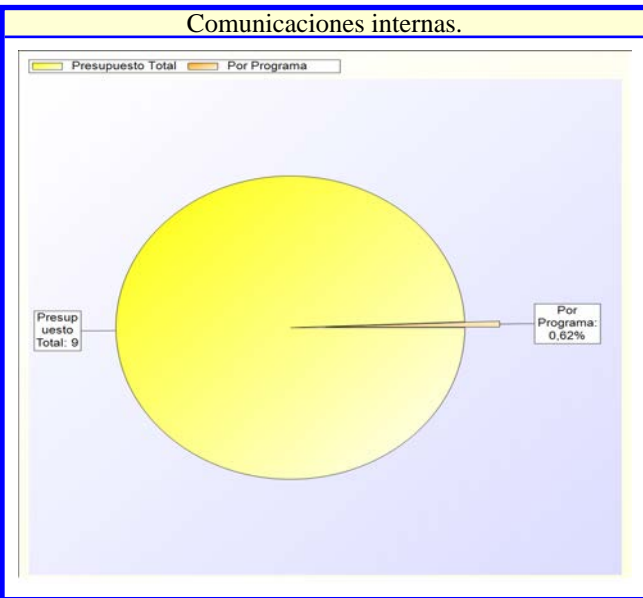 Comunicaciones internas.
Presupuesto Total Por Programa
Presup
uesto
Total: 9
Por
Programa:
0,62%